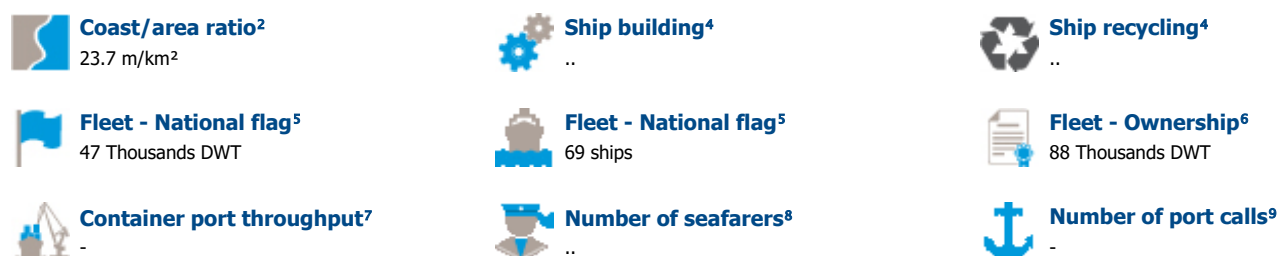 Coast/area ratio²
23.7 m/km²
Ship building⁴
..
Ship recycling⁴
..
Fleet - National flag⁵
47 Thousands DWT
Fleet - National flag⁵
69 ships
Fleet - Ownership⁶
88 Thousands DWT
Container port throughput⁷
-
Number of seafarers⁸
..
Number of port calls⁹
-